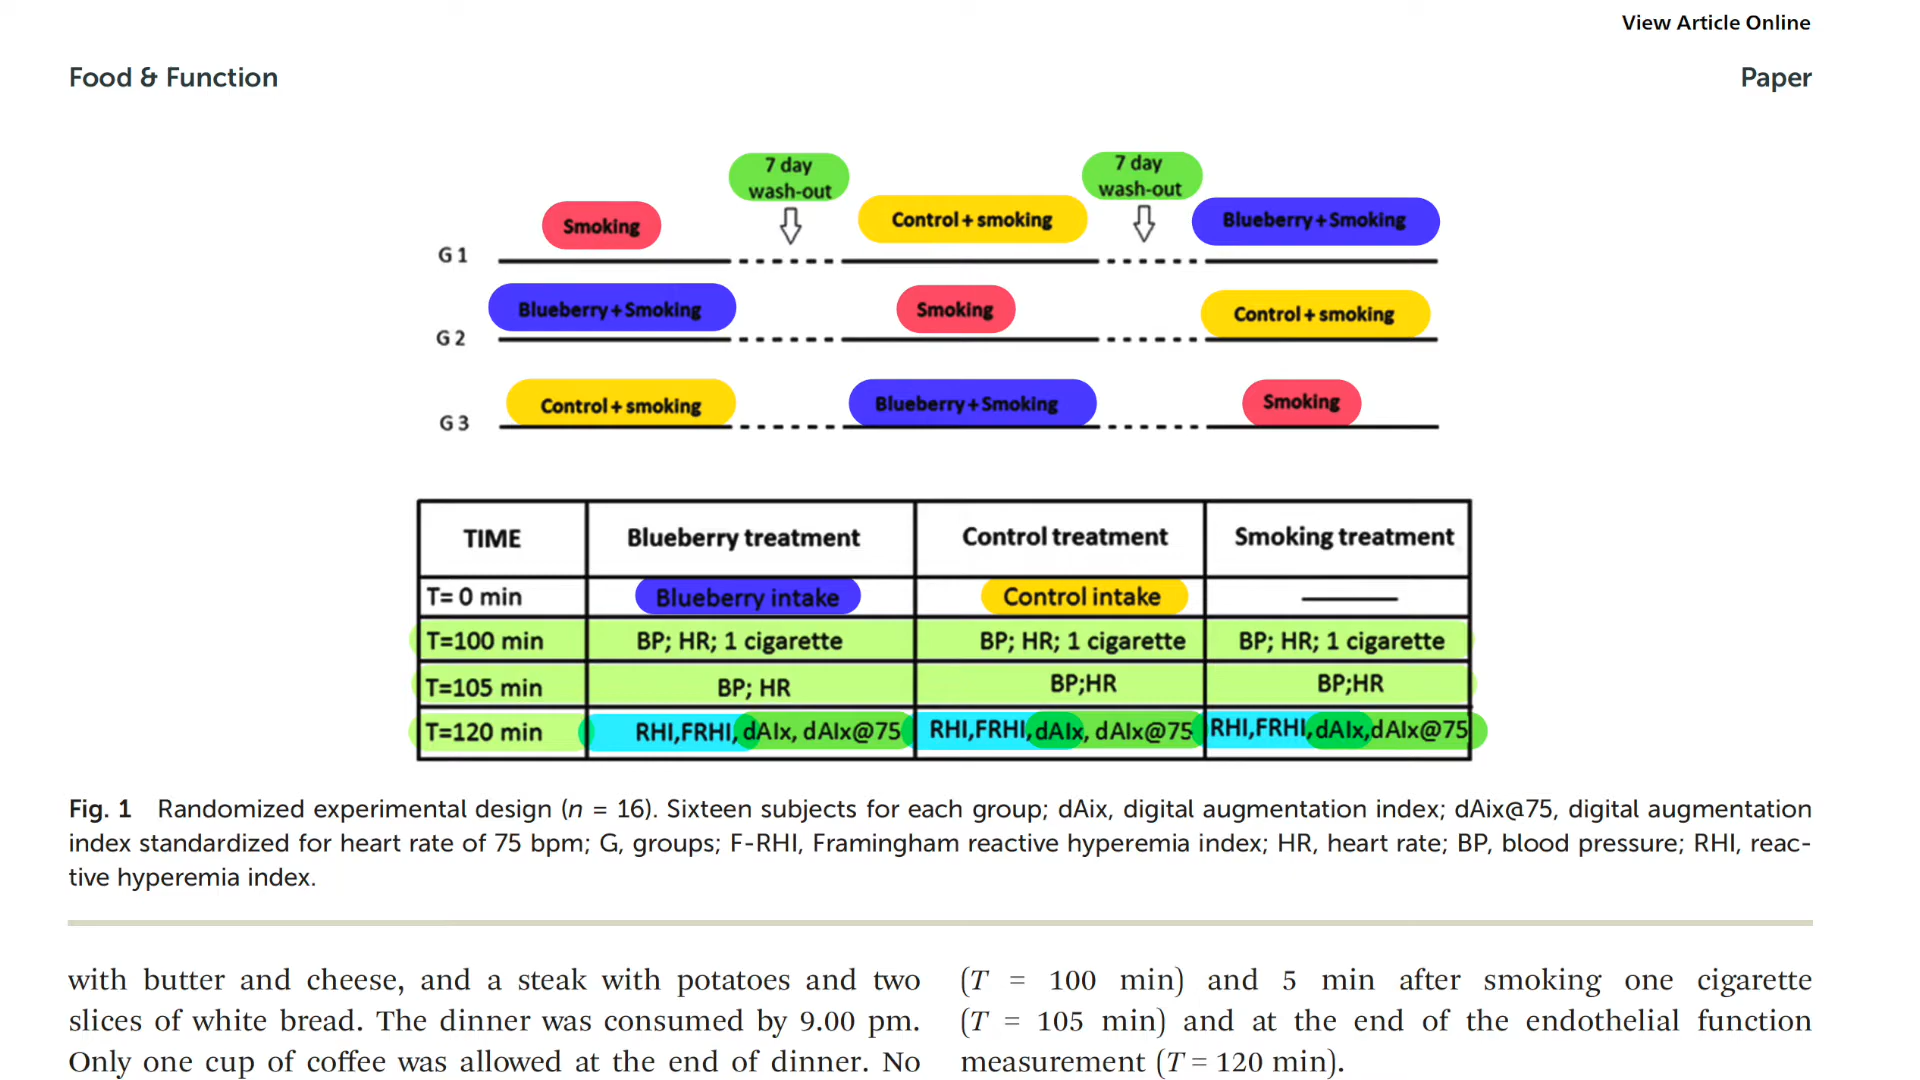 View Article Online
Food & Function
Paper
7 day
wash-out
7 day
wash-out
Smoking
Control + smoking
Blueberry + Smoking
G 1
Blueberry + Smoking
Smoking
Control + smoking
G 2
Control + smoking
Blueberry + Smoking
Smoking
G 3
TIME Blueberry treatment Control treatment Smoking treatment
T= 0 min Blueberry intake Control intake
T=100 min BP; HR; 1 cigarette BP; HR; 1 cigarette BP; HR; 1 cigarette
T=105 min BP; HR BP;HR BP;HR
T=120 min RHI,FRHI, dAIx, dAIx@75 RHI,FRHI,dAIx, dAIx@75 RHI,FRHI,dAIx,dAIx@75
Fig. 1 Randomized experimental design (n = 16). Sixteen subjects for each group; dAix, digital augmentation index; dAix@75, digital augmentation
index standardized for heart rate of 75 bpm; G, groups; F-RHI, Framingham reactive hyperemia index; HR, heart rate; BP, blood pressure; RHI, reac-
tive hyperemia index.
with butter and cheese, and a steak with potatoes and two
slices of white bread. The dinner was consumed by 9.00 pm.
Only one cup of coffee was allowed at the end of dinner. No
(T = 100 min) and 5 min after smoking one cigarette
(T = 105 min) and at the end of the endothelial function
measurement (T = 120 min).